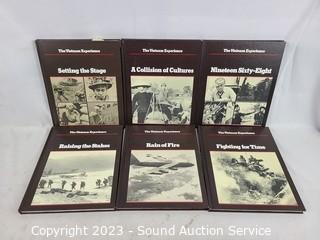 The Vietnam Experience
Setting the Stage
The Vietnam Experience
A Collision of Cultures
The Vietnam Experience
Nineteen Sixty-Eight
The Vietnam Experience
Raising the Stakes
The Vietnam Experience
Rain of Fire
The Vietnam Experience
Fighting for Time
Copyright 2023 - Sound Auction Service